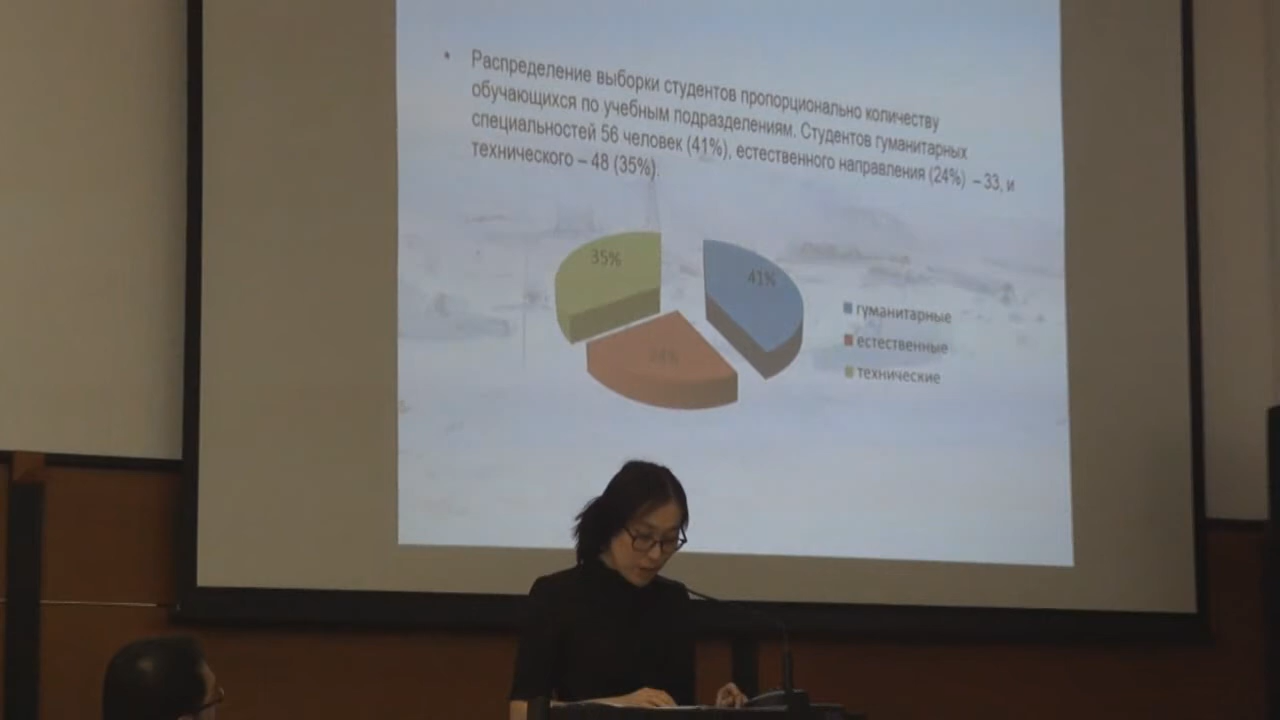 • Распределение выборки студентов пропорционально количеству
обучающихся по учебным подразделениям. Студентов гуманитарных
специальностей 56 человек (41%), естественного направления (24%) – 33, и
технического – 48 (35%).
35%
41%
24%
гуманитарные
естественные
технические